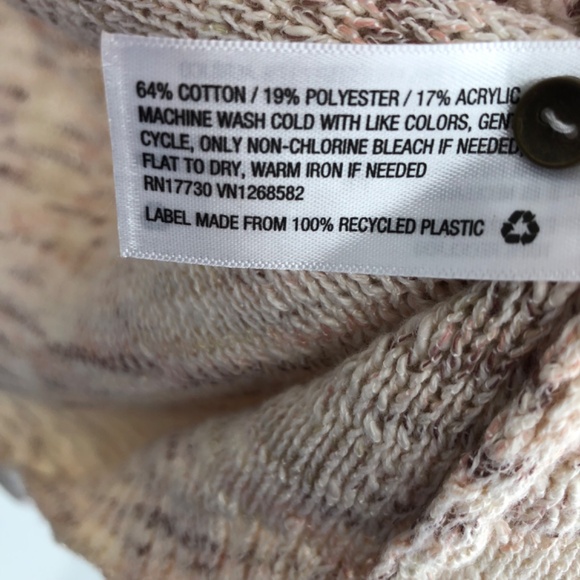 64% COTTON / 19% POLYESTER / 17% ACRYLIC
MACHINE WASH COLD WITH LIKE COLORS,
CYCLE, ONLY NON-CHLORINE BLEACH IF NEEDED,
FLAT TO DRY, WARM IRON IF NEEDED
RN17730 VN1268582
LABEL MADE FROM 100% RECYCLED PLASTIC